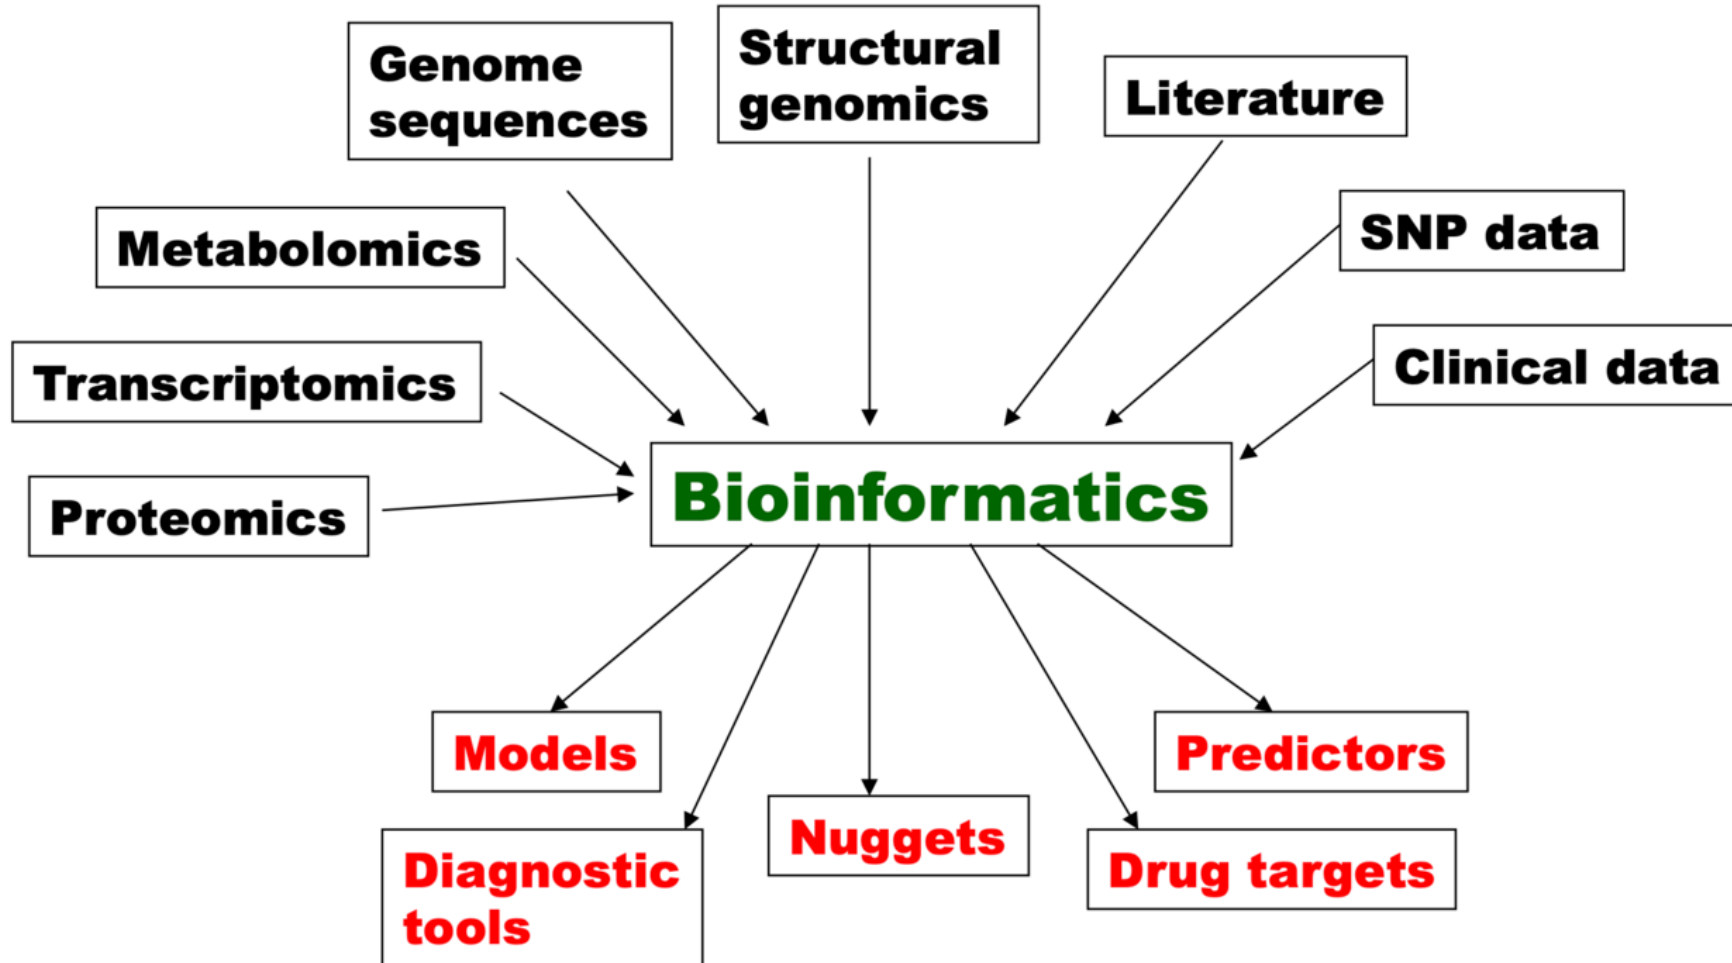 Structural
genomics
Genome
sequences
Literature
SNP data
Metabolomics
Clinical data
Transcriptomics
Proteomics
Bioinformatics
Models
Predictors
Nuggets
Diagnostic
tools
Drug targets